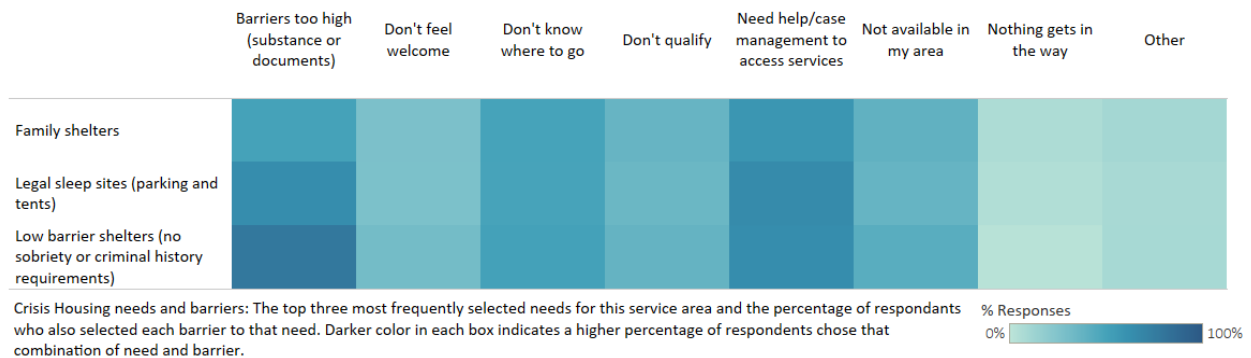 Barriers too high
(substance or
documents)
Don't feel
welcome
Don't know
where to go
Don't qualify
Need help/case
management to
access services
Not available in
my area
Nothing gets in
the way
Other
Family shelters
Legal sleep sites (parking and
tents)
Low barrier shelters (no
sobriety or criminal history
requirements)
Crisis Housing needs and barriers: The top three most frequently selected needs for this service area and the percentage of respondants
who also selected each barrier to that need. Darker color in each box indicates a higher percentage of respondents chose that
combination of need and barrier.
% Responses
0% 100%